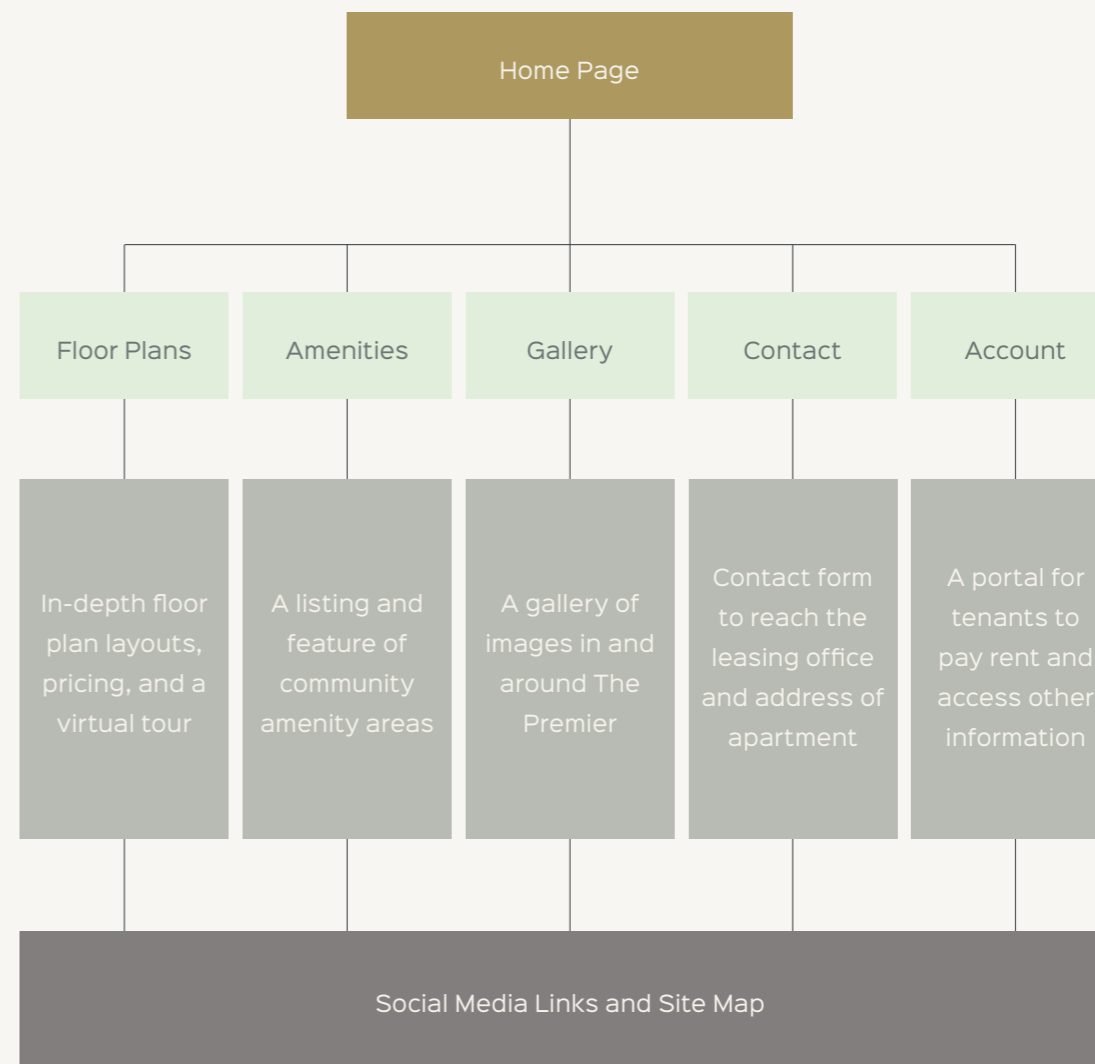 Home Page
Floor Plans
Amenities
Gallery
Contact
Account
In-depth floor
plan layouts,
pricing, and a
virtual tour
A listing and
feature of
community
amenity areas
A gallery of
images in and
around The
Premier
Contact form
to reach the
leasing office
and address of
apartment
A portal for
tenants to
pay rent and
access other
information
Social Media Links and Site Map